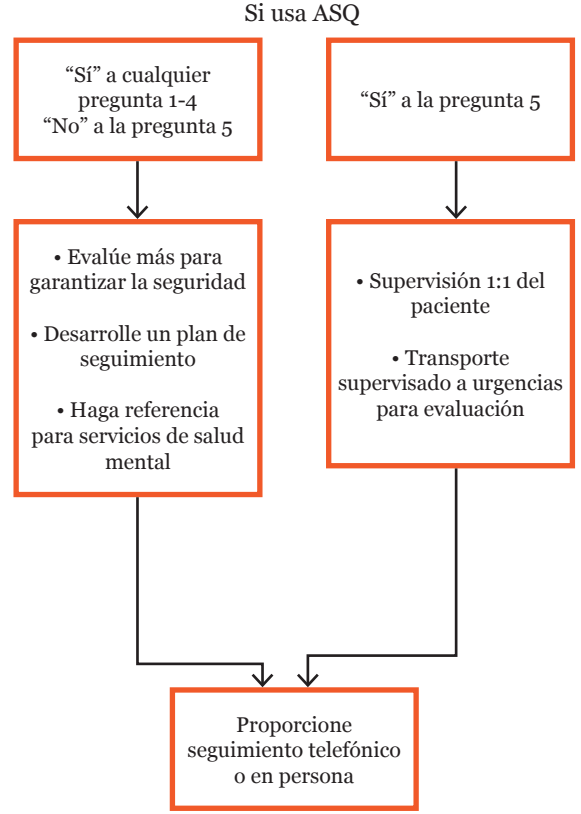 Si usa ASQ
“Sí” a cualquier
pregunta 1-4
“No” a la pregunta 5
“Sí” a la pregunta 5
• Evalúe más para
garantizar la seguridad
• Desarrolle un plan de
seguimiento
• Haga referencia
para servicios de salud
mental
• Supervisión 1:1 del
paciente
• Transporte
supervisado a urgencias
para evaluación
Proporcione
seguimiento telefónico
o en persona